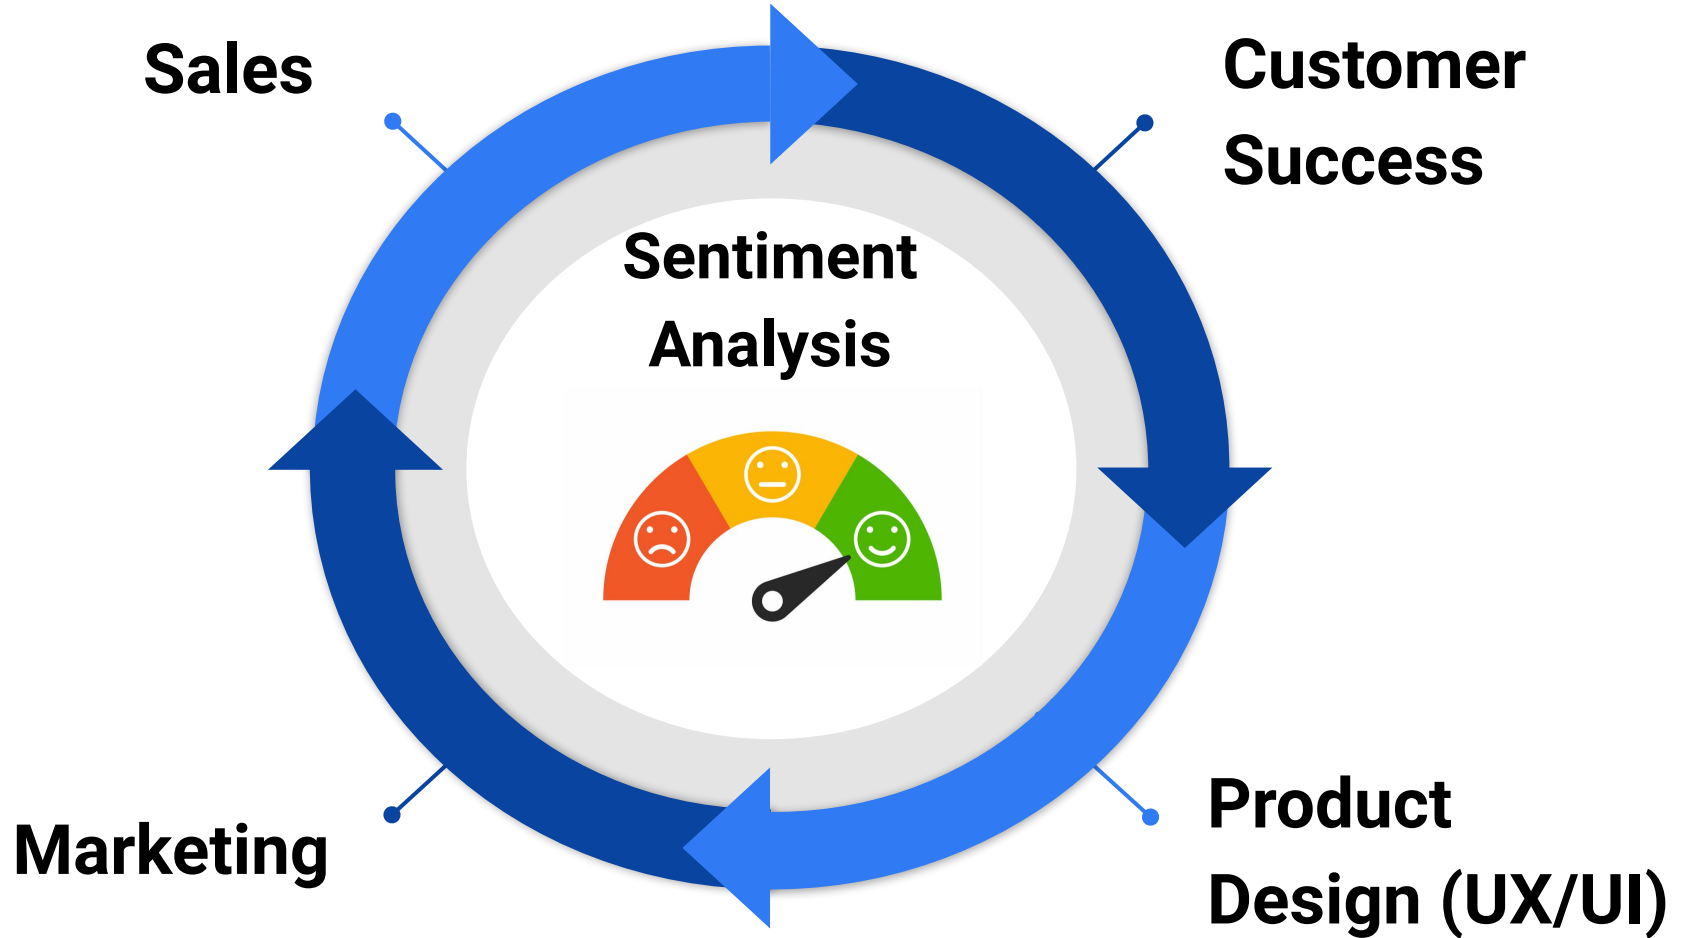 Sales
Customer
Success
Sentiment
Analysis
Marketing
Product
Design (UX/UI)